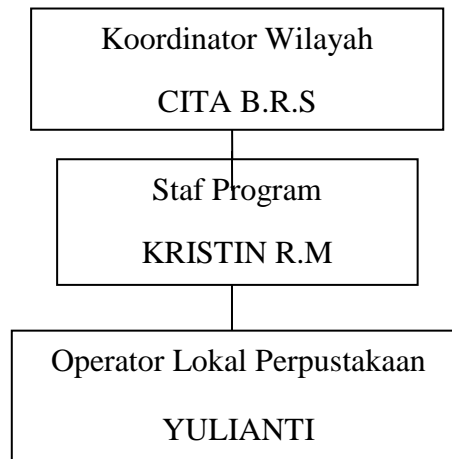 Koordinator Wilayah
CITA B.R.S
Staf Program
KRISTIN R.M
Operator Lokal Perpustakaan
YULIANTI